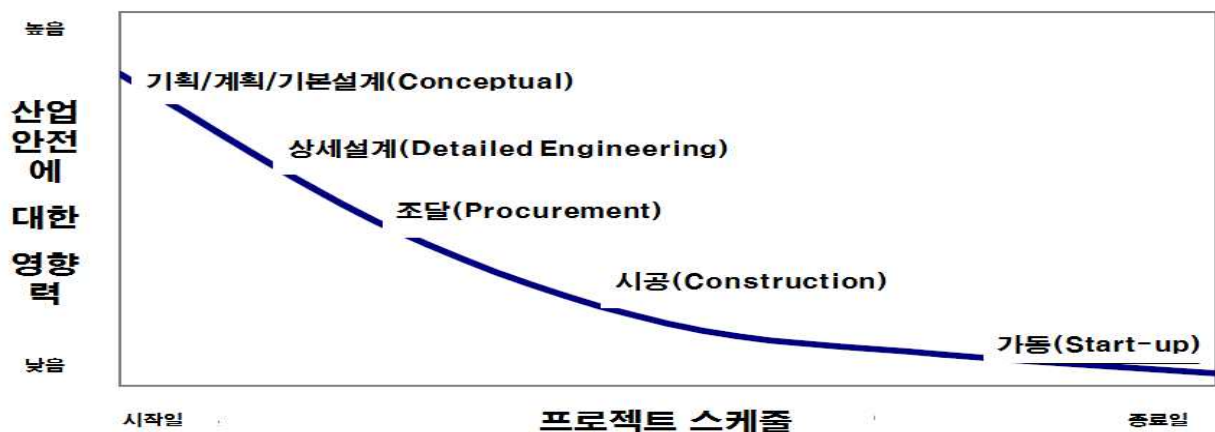 높음
기획/계획/기본설계(Conceptual)
산업
안전
에
대한
영향
력
상세설계(Detailed Engineering)
조달(Procurement)
시공(Construction)
가동(Start-up)
낮음
시작일
프로젝트 스케줄
종료일